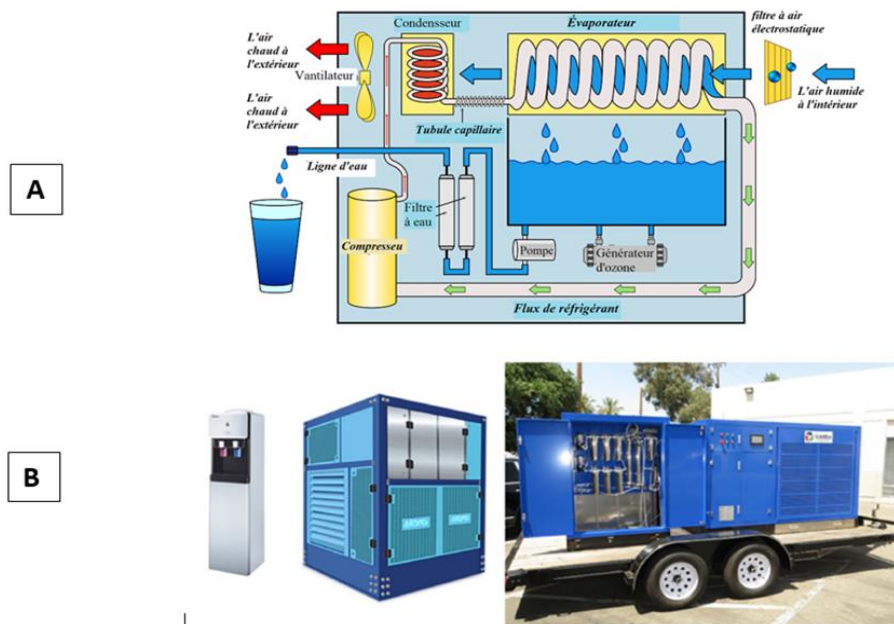 Condensseur
Évaporateur
filtre à air
électrostatique
L'air
chaud à
l'extérieur
Vantilateur
L'air
chaud à
l'extérieur
L'air humide
à l'intérieur
Tubule capillaire
Ligne d'eau
A
Filtre
à eau
Compresseu
Pompe
Générateur
d'ozone
Flux de réfrigérant
B